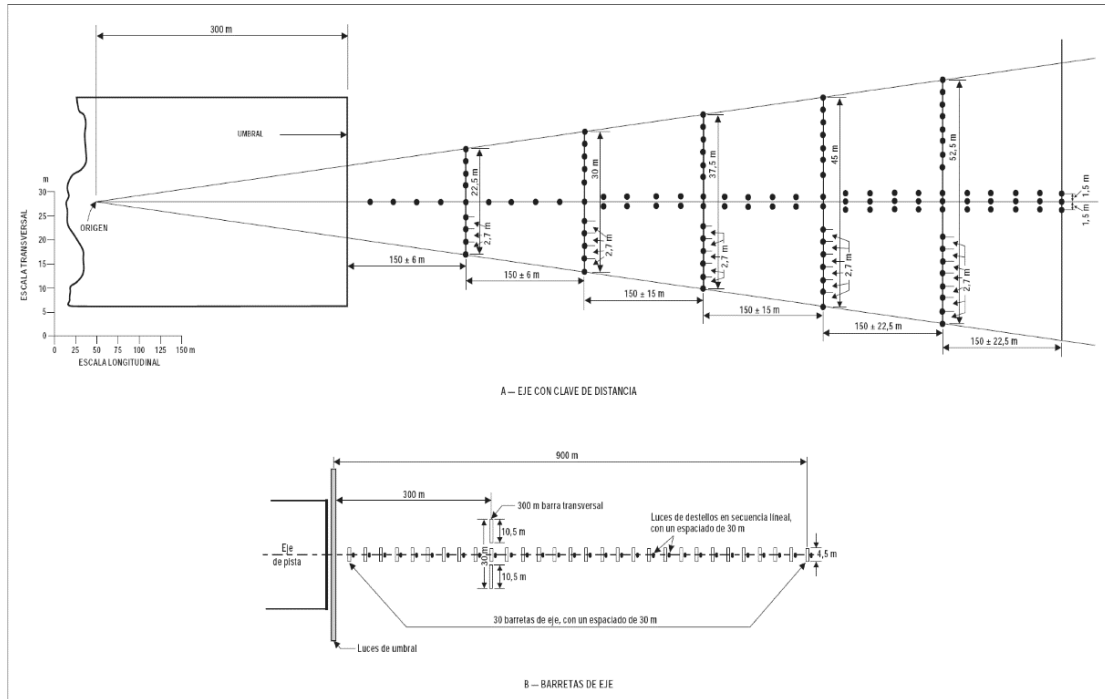 300 m
UMBRAL
ORIGEN
ESCALA TRANSVERSAL
m
30
25
20
15
10
5
0
0 25 50 75 100 125 150 m
ESCALA LONGITUDINAL
22,5 m
2,7 m
30 m
2,7 m
37,5 m
2,7 m
45 m
2,7 m
52,5 m
2,7 m
1,5 m
1,5 m
150 ± 6 m
150 ± 6 m
150 ± 15 m
150 ± 15 m
150 ± 22,5 m
150 ± 22,5 m
A — EJE CON CLAVE DE DISTANCIA
900 m
300 m
300 m barra transversal
Luces de destellos en secuencia lineal,
con un espaciado de 30 m
10,5 m
30 m
10,5 m
4,5 m
Eje
de pista
30 barretas de eje, con un espaciado de 30 m
Luces de umbral
B — BARRETAS DE EJE